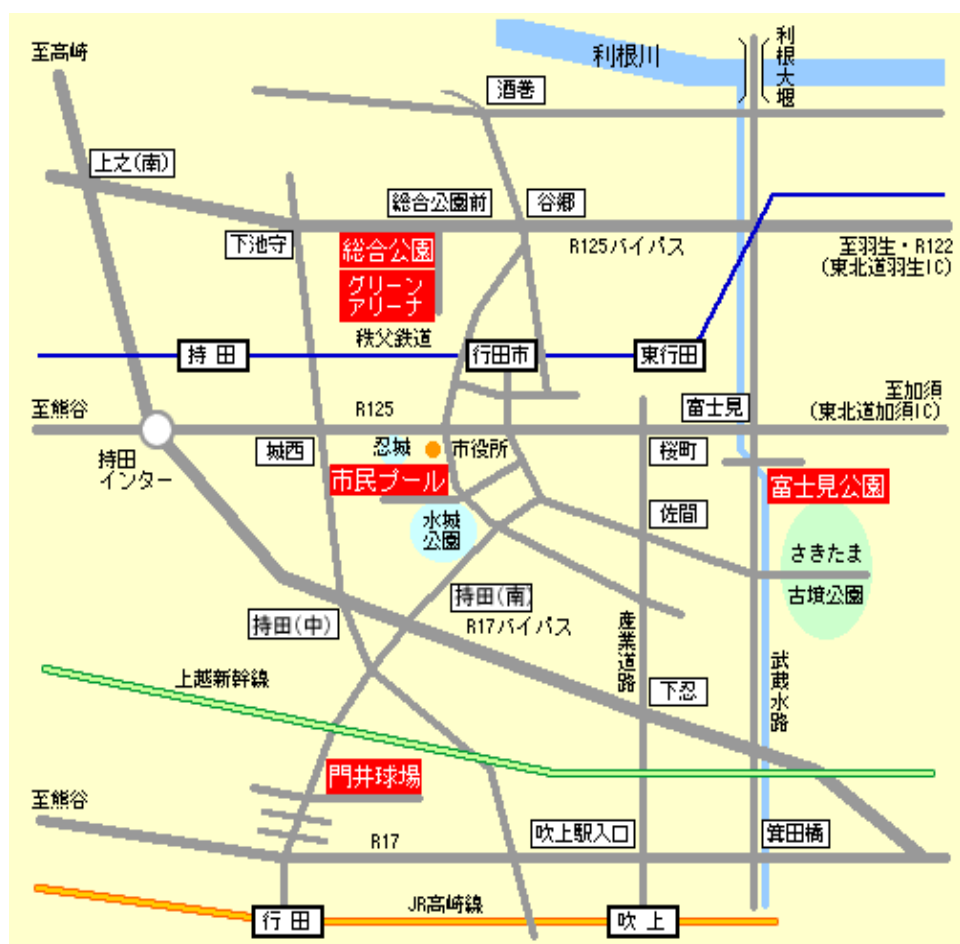 至高崎
利根川
利根大堰
酒巻
上之(南)
総合公園前
谷郷
下池守
総合公園
グリーン
アリーナ
R125バイパス
至羽生・R122
(東北道羽生IC)
秩父鉄道
持田
行田市
東行田
至熊谷
R125
富士見
至加須
(東北道加須IC)
持田
インター
城西
忍城
市役所
桜町
市民プール
富士見公園
水城
公園
佐間
さきたま
古墳公園
持田(南)
持田(中)
R17バイパス
産業道路
武蔵水路
上越新幹線
下忍
門井球場
至熊谷
R17
吹上駅入口
箕田橋
JR高崎線
行田
吹上